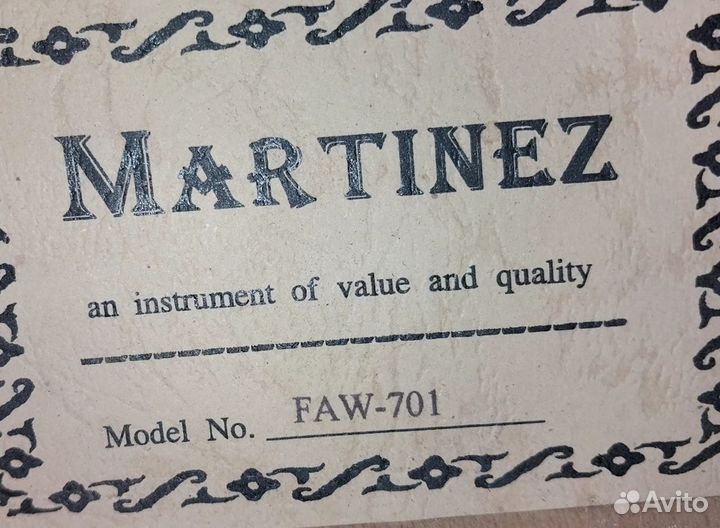 MARTINEZ
an instrument of value and quality
Model No. FAW-701
Avito